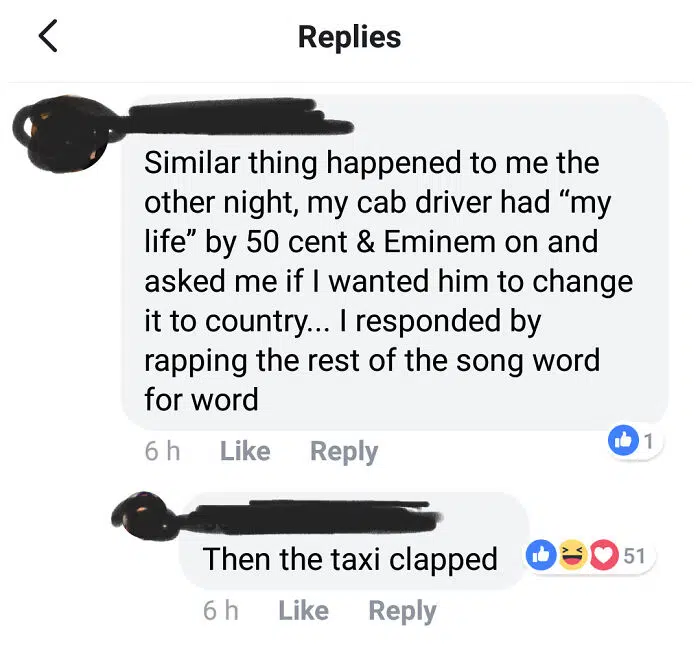 Replies
Similar thing happened to me the
other night, my cab driver had “my
life” by 50 cent & Eminem on and
asked me if I wanted him to change
it to country... I responded by
rapping the rest of the song word
for word
6 h Like Reply 1
Then the taxi clapped 51
6 h Like Reply